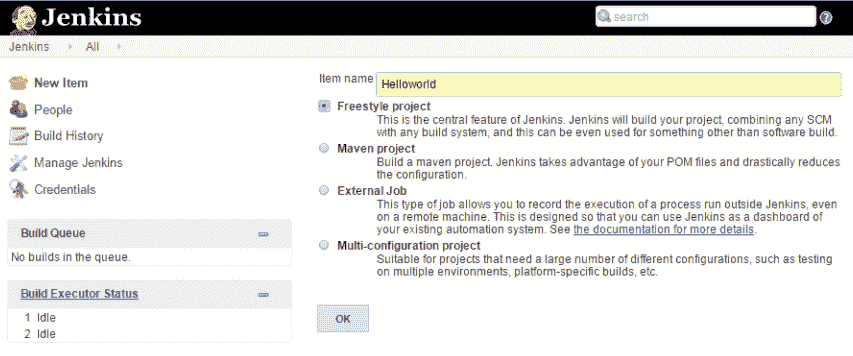 Jenkins
search
Jenkins
All
New Item
People
Build History
Manage Jenkins
Credentials
Build Queue
No builds in the queue.
Build Executor Status
1 Idle
2 Idle
Item name Helloworld
Freestyle project
This is the central feature of Jenkins. Jenkins will build your project, combining any SCM
with any build system, and this can be even used for something other than software build.
Maven project
Build a maven project. Jenkins takes advantage of your POM files and drastically reduces
the configuration.
External Job
This type of job allows you to record the execution of a process run outside Jenkins, even
on a remote machine. This is designed so that you can use Jenkins as a dashboard of
your existing automation system. See the documentation for more details.
Multi-configuration project
Suitable for projects that need a large number of different configurations, such as testing
on multiple environments, platform-specific builds, etc.
OK